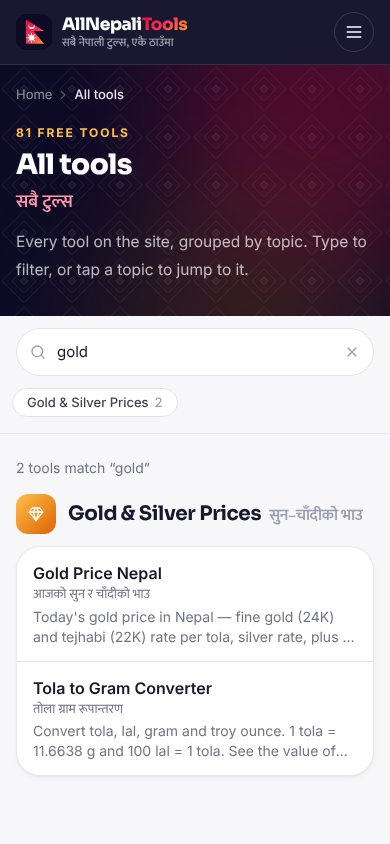 AllNepaliTools
सबै नेपाली टुल्स, एकै ठाउँमा
Home > All tools
81 FREE TOOLS
All tools
सबै टुल्स
Every tool on the site, grouped by topic. Type to
filter, or tap a topic to jump to it.
gold
Gold & Silver Prices 2
2 tools match “gold”
Gold & Silver Prices सुन–चाँदीको भाउ
Gold Price Nepal
आजको सुन र चाँदीको भाउ
Today's gold price in Nepal — fine gold (24K)
and tejhabi (22K) rate per tola, silver rate, plus ...
Tola to Gram Converter
तोला ग्राम रूपान्तरण
Convert tola, lal, gram and troy ounce. 1 tola =
11.6638 g and 100 lal = 1 tola. See the value of...